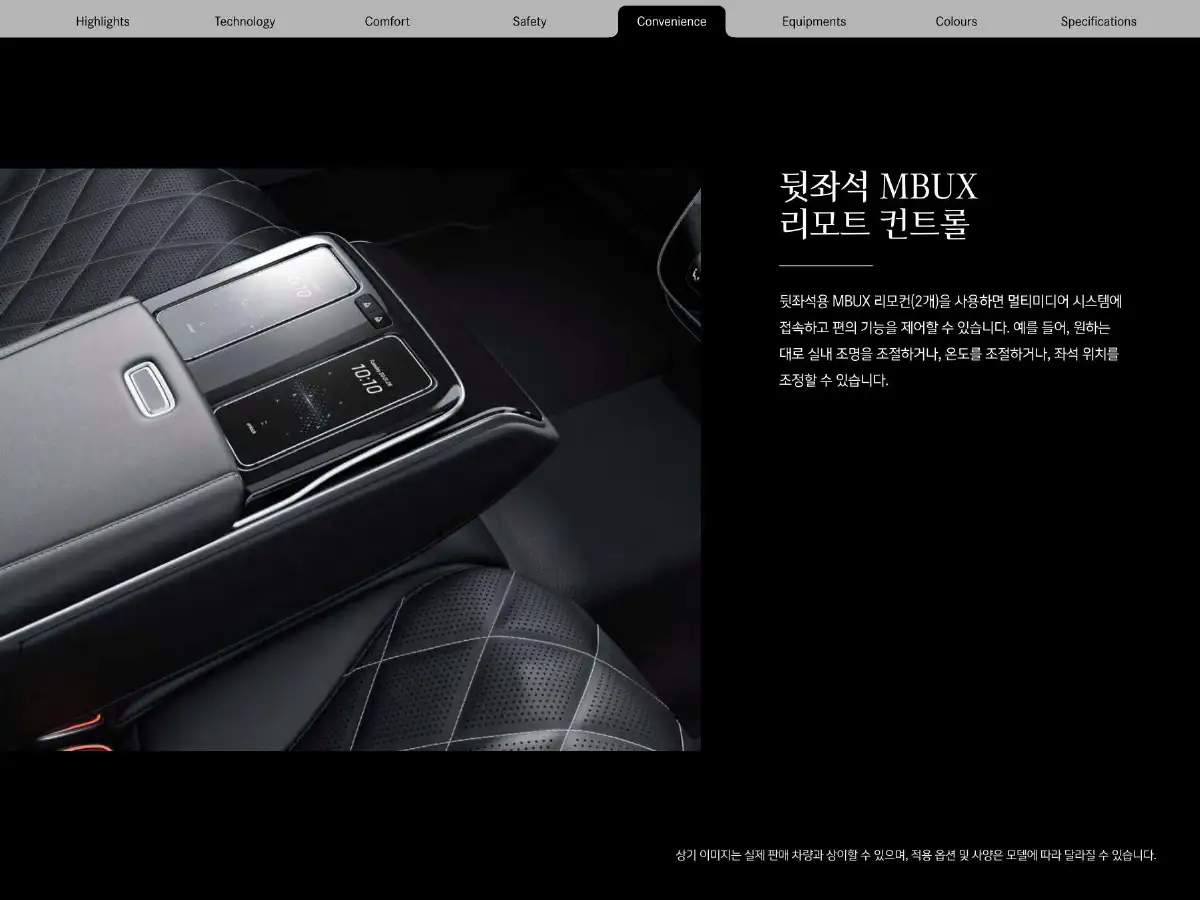 Highlights
Technology
Comfort
Safety
Convenience
Equipments
Colours
Specifications
뒷좌석 MBUX
리모트 컨트롤
뒷좌석용 MBUX 리모컨(2개)을 사용하면 멀티미디어 시스템에
접속하고 편의 기능을 제어할 수 있습니다. 예를 들어, 원하는
대로 실내 조명을 조절하거나, 온도를 조절하거나, 좌석 위치를
조정할 수 있습니다.
10:10
상기 이미지는 실제 판매 차량과 상이할 수 있으며, 적용 옵션 및 사양은 모델에 따라 달라질 수 있습니다.